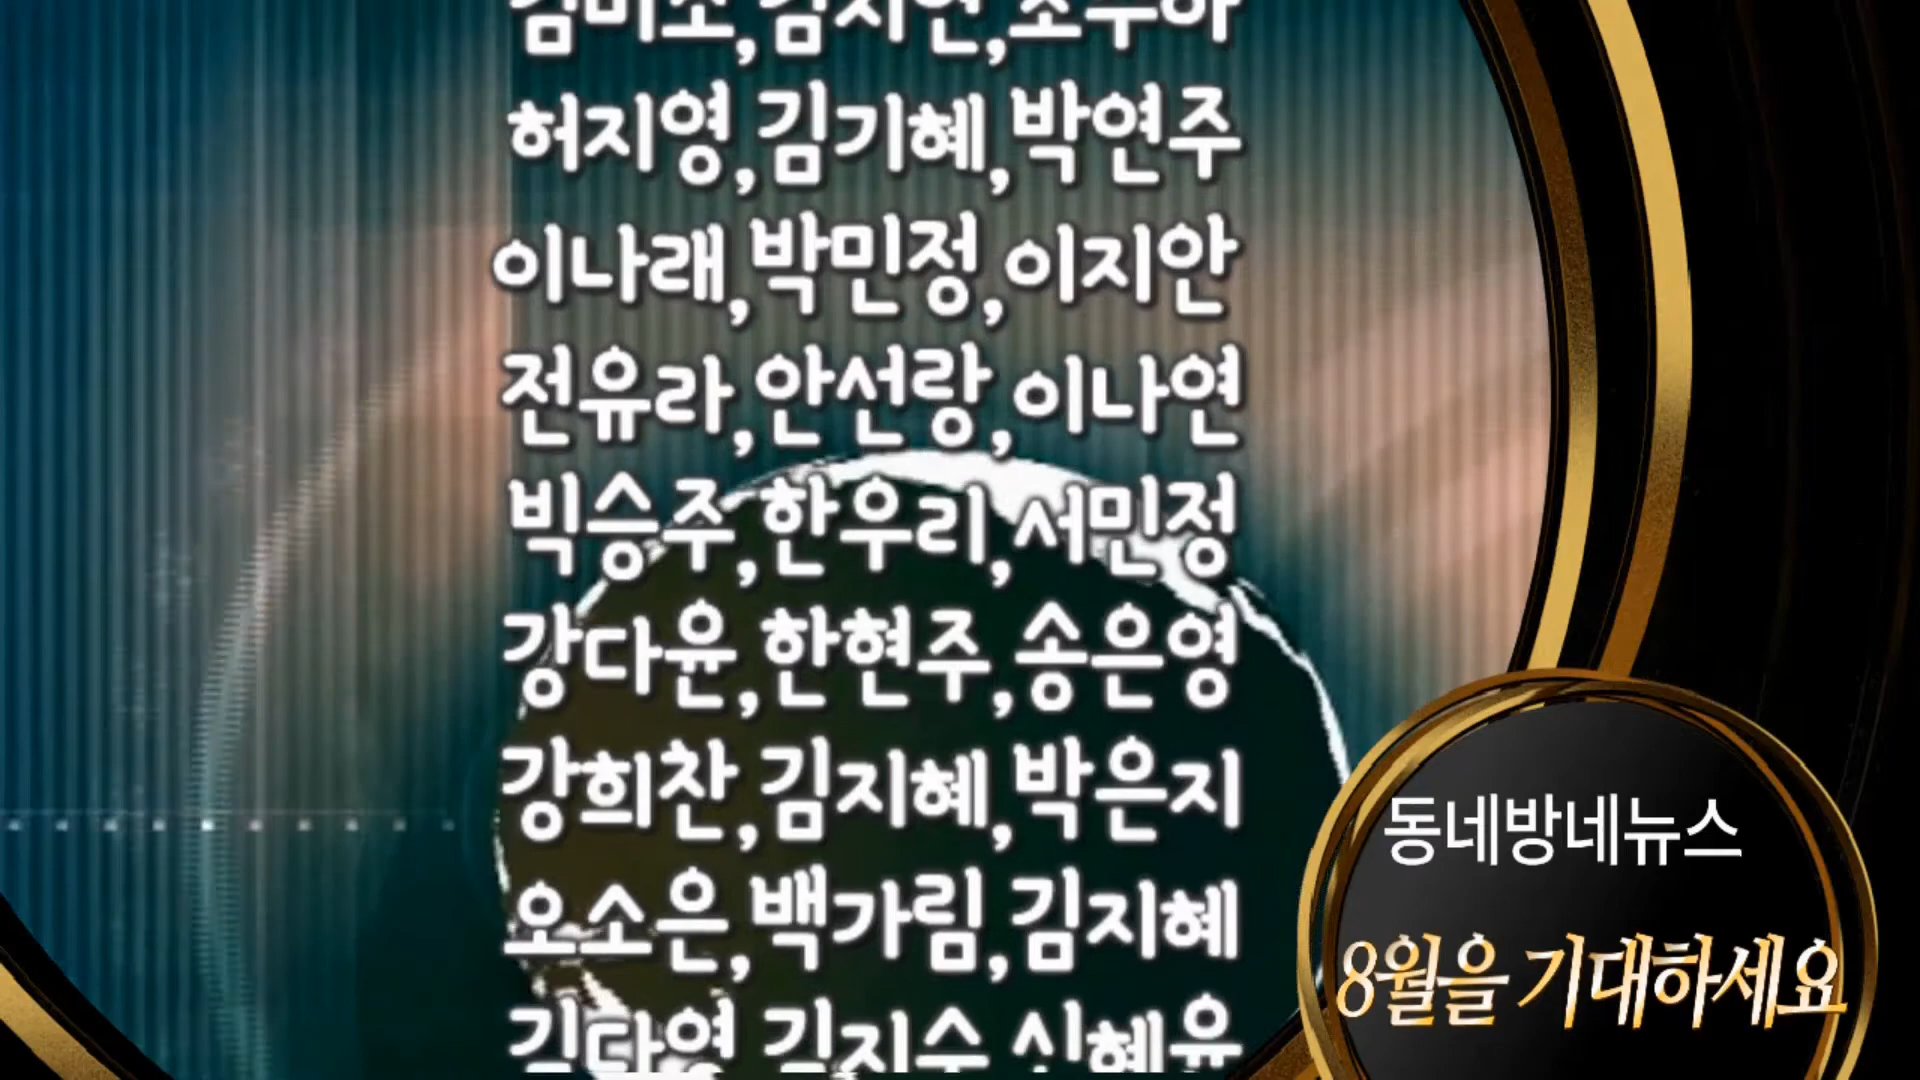 허지영,김기혜,박연주
이나래,박민정,이지안
전유라,안선랑,이나연
빅승주,한우리,서민정
강다윤,한현주,송은영
강희찬,김지혜,박은지
오소은,백가림,김지혜
동네방네뉴스
8월을 기대하세요